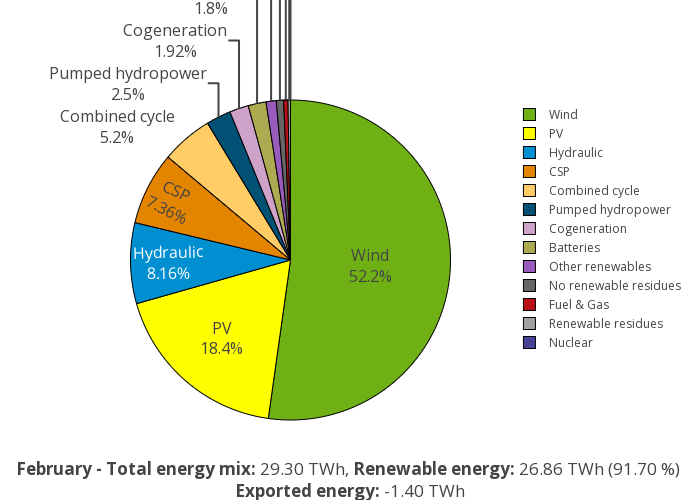 1.8%
Cogeneration
1.92%
Pumped hydropower
2.5%
Combined cycle
5.2%
CSP
7.36%
Hydraulic
8.16%
PV
18.4%
Wind
52.2%
Wind
PV
Hydraulic
CSP
Combined cycle
Pumped hydropower
Cogeneration
Batteries
Other renewables
No renewable residues
Fuel & Gas
Renewable residues
Nuclear
February - Total energy mix: 29.30 TWh, Renewable energy: 26.86 TWh (91.70 %)
Exported energy: -1.40 TWh